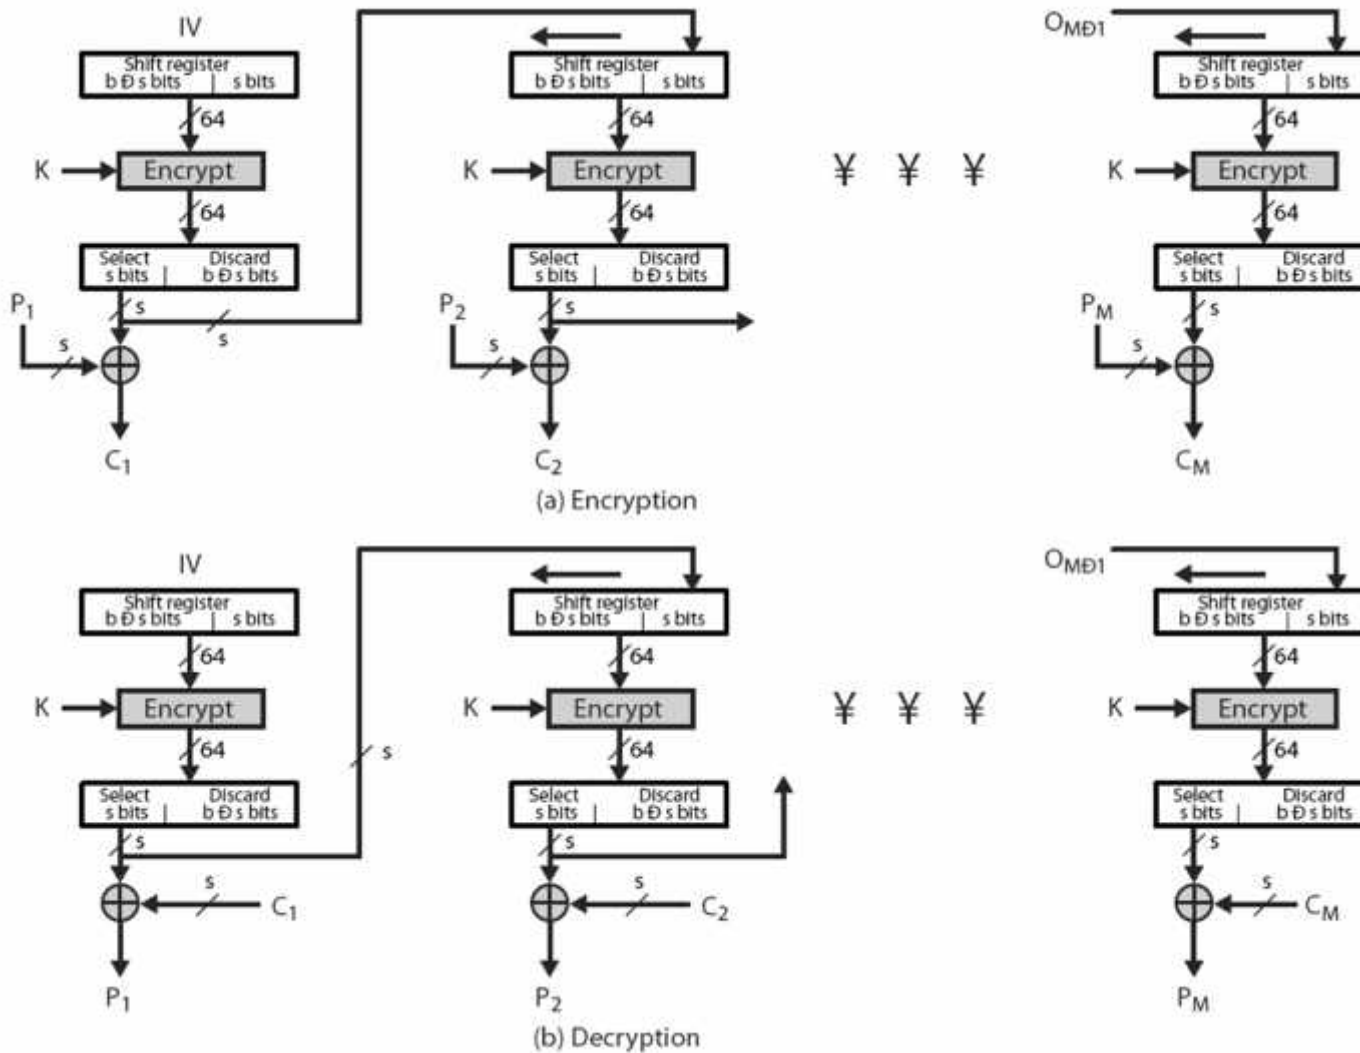 IV
O_MÐ1
Shift register
b Ð s bits | s bits
Shift register
b Ð s bits | s bits
Shift register
b Ð s bits | s bits
64
64
64
K
Encrypt
K
Encrypt
¥ ¥ ¥
K
Encrypt
64
64
64
Select Discard
s bits | b Ð s bits
Select Discard
s bits | b Ð s bits
Select Discard
s bits | b Ð s bits
P1
s
s
s
P2
s
s
PM
s
s
C1
C2
CM
(a) Encryption
IV
O_MÐ1
Shift register
b Ð s bits | s bits
Shift register
b Ð s bits | s bits
Shift register
b Ð s bits | s bits
64
64
64
K
Encrypt
K
Encrypt
¥ ¥ ¥
K
Encrypt
64
s
64
64
Select Discard
s bits | b Ð s bits
Select Discard
s bits | b Ð s bits
Select Discard
s bits | b Ð s bits
s
s
s
s
C1
s
C2
s
CM
P1
P2
PM
(b) Decryption